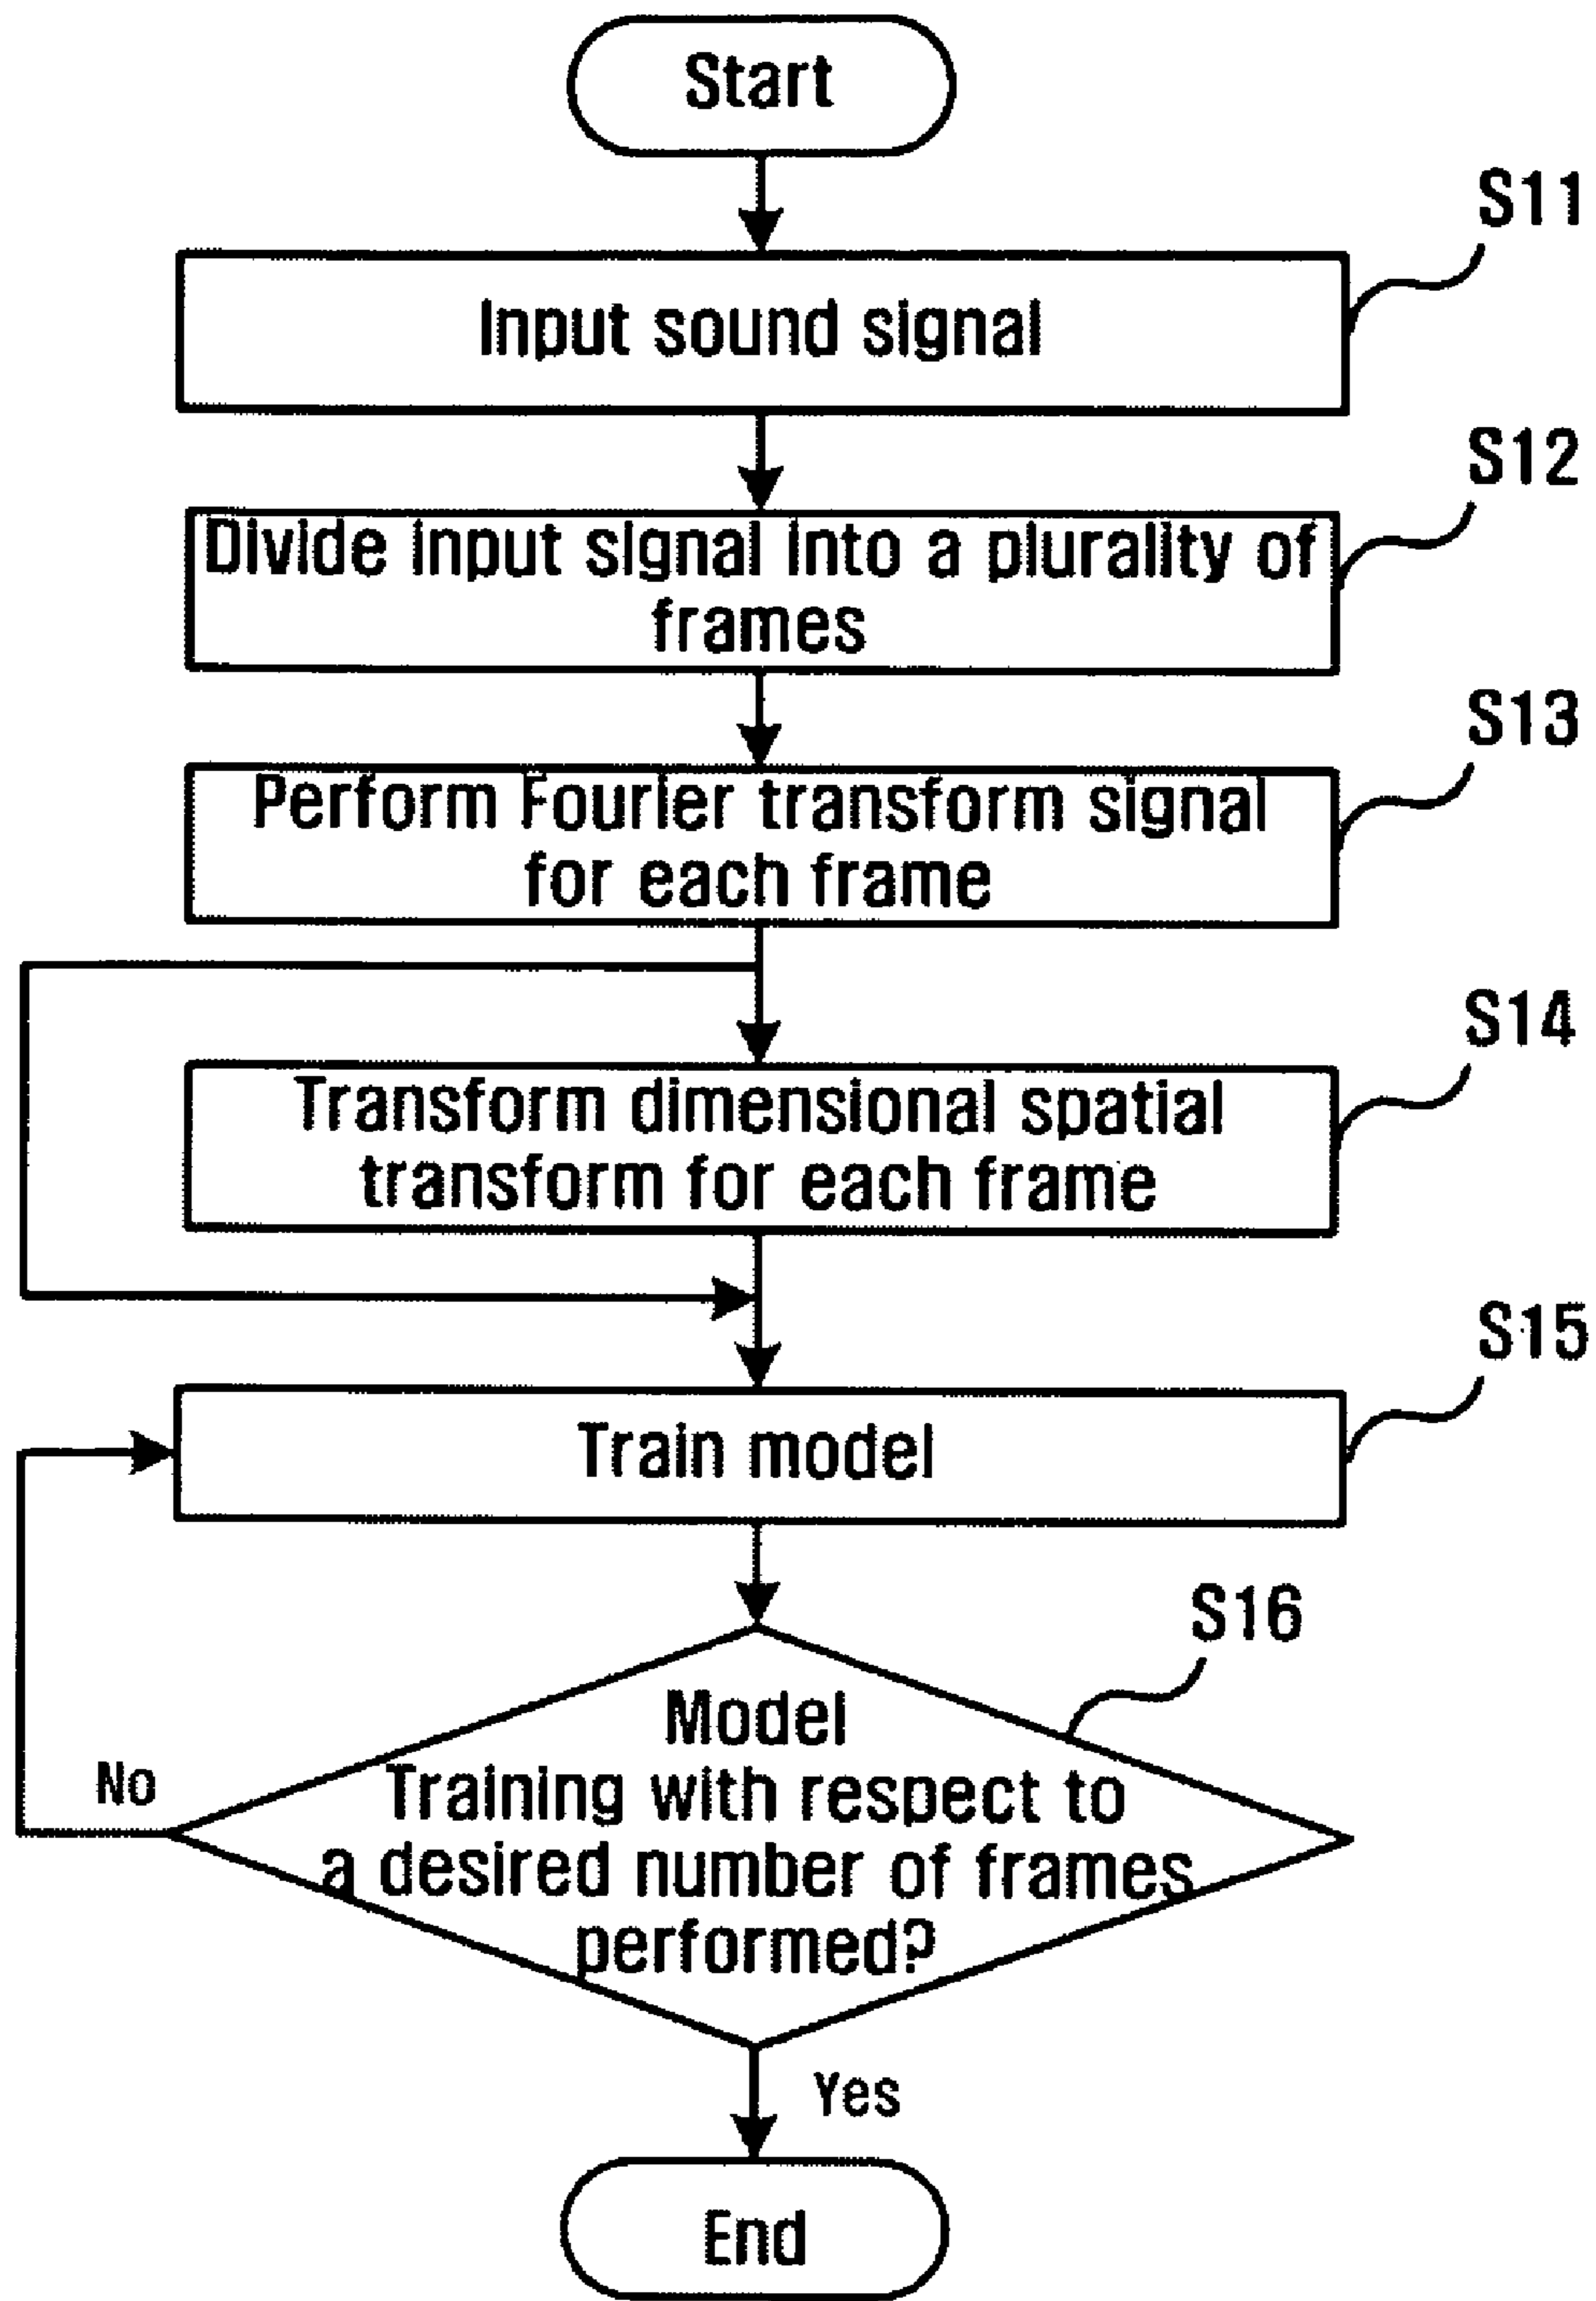 Start
S11
Input sound signal
S12
Divide input signal into a plurality of
frames
S13
Perform Fourier transform signal
for each frame
S14
Transform dimensional spatial
transform for each frame
S15
Train model
S16
Model
Training with respect to
a desired number of frames
performed?
No
Yes
End